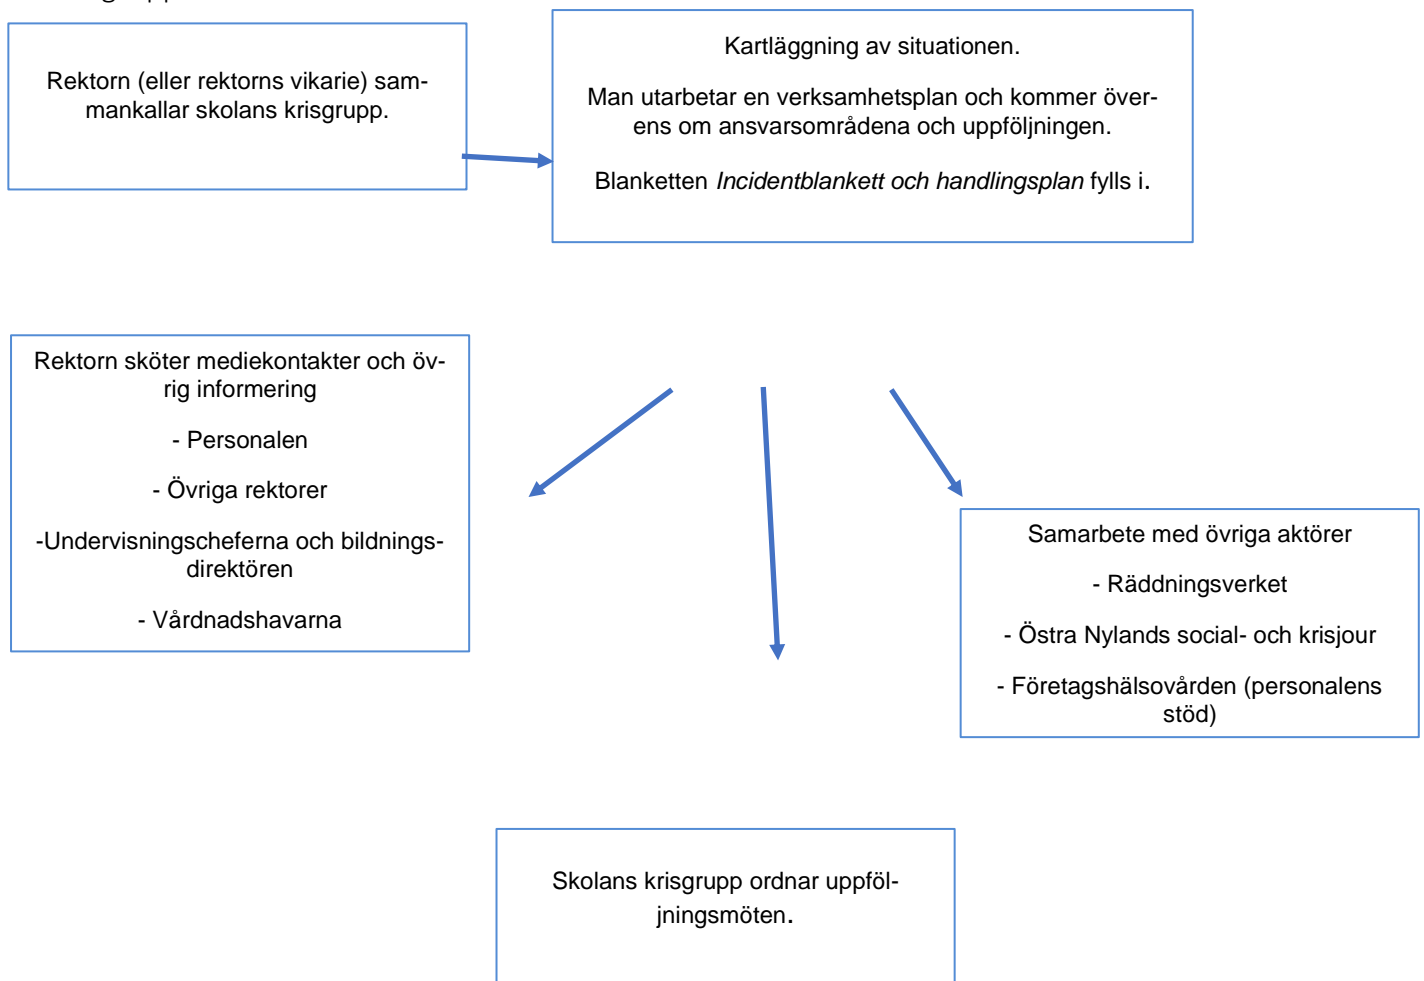 Rektorn (eller rektorns vikarie) sam-
mankallar skolans krisgrupp.
Kartläggning av situationen.
Man utarbetar en verksamhetsplan och kommer över-
ens om ansvarsområdena och uppföljningen.
Blanketten Incidentblankett och handlingsplan fylls i.
Rektorn sköter mediekontakter och öv-
rig informering
- Personalen
- Övriga rektorer
-Undervisningscheferna och bildnings-
direktören
- Vårdnadshavarna
Samarbete med övriga aktörer
- Räddningsverket
- Östra Nylands social- och krisjour
- Företagshälsovården (personalens
stöd)
Skolans krisgrupp ordnar uppföl-
jningsmöten.